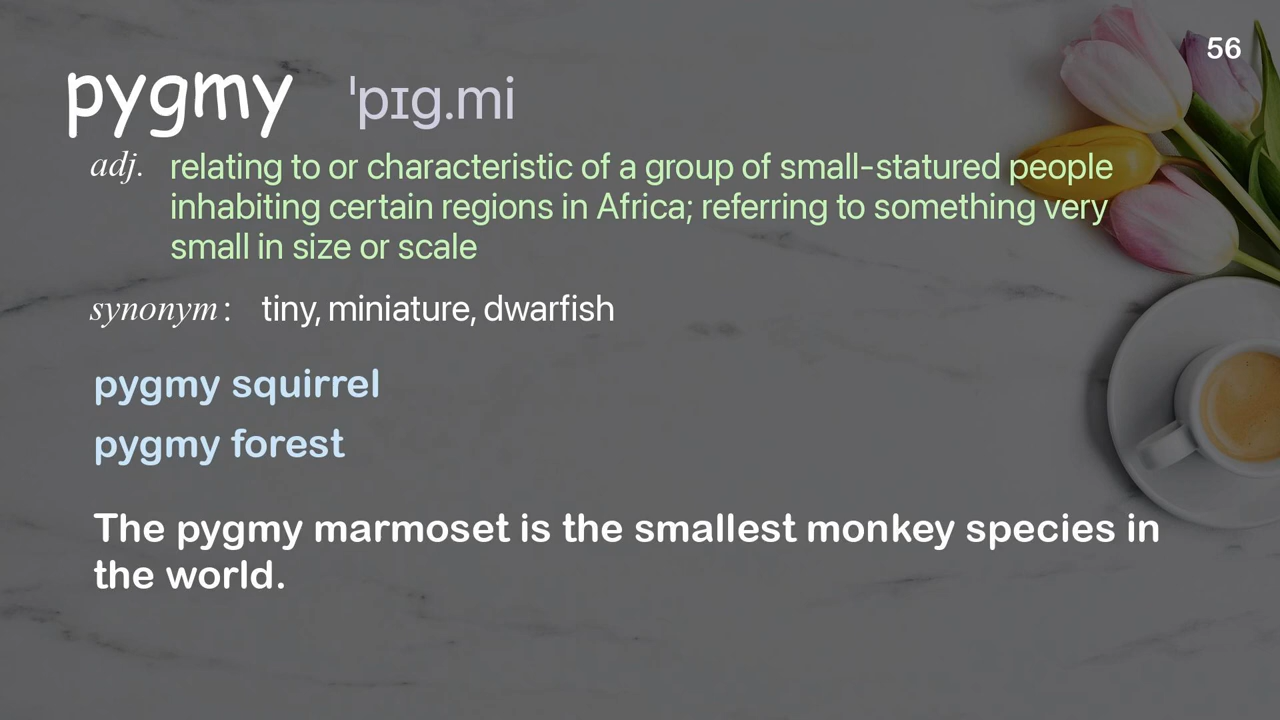 56
pygmy ˈpɪg.mi
adj. relating to or characteristic of a group of small-statured people
inhabiting certain regions in Africa; referring to something very
small in size or scale
synonym: tiny, miniature, dwarfish
pygmy squirrel
pygmy forest
The pygmy marmoset is the smallest monkey species in
the world.